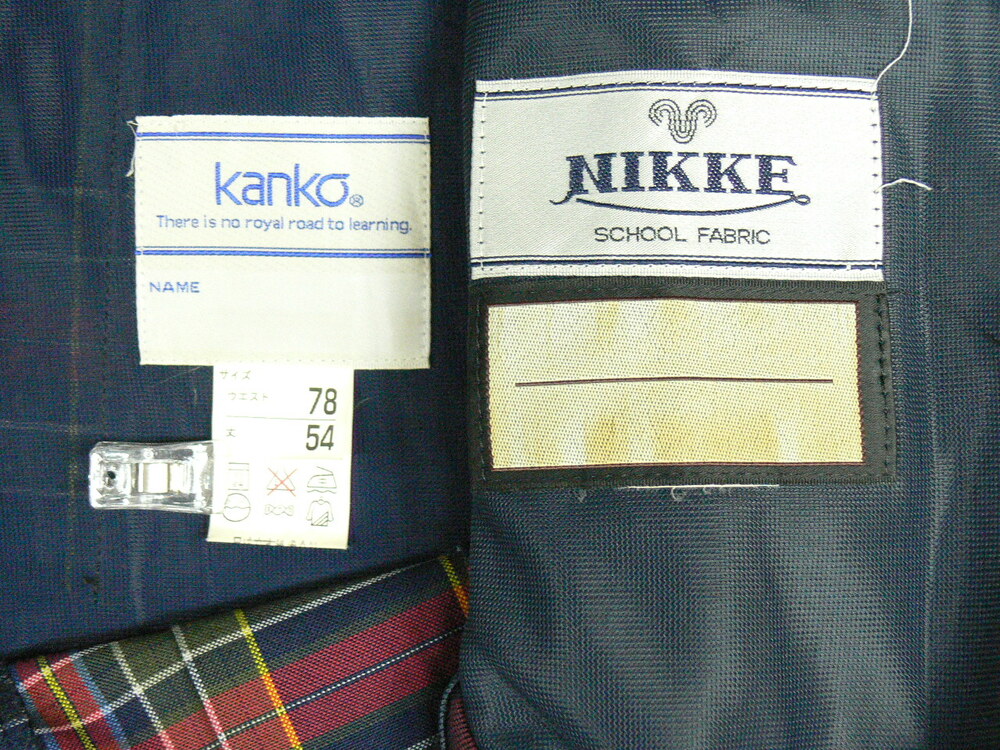 kanko®
There is no royal road to learning.
NAME
サイズ
ウエスト 78
丈 54
NIKKE
SCHOOL FABRIC